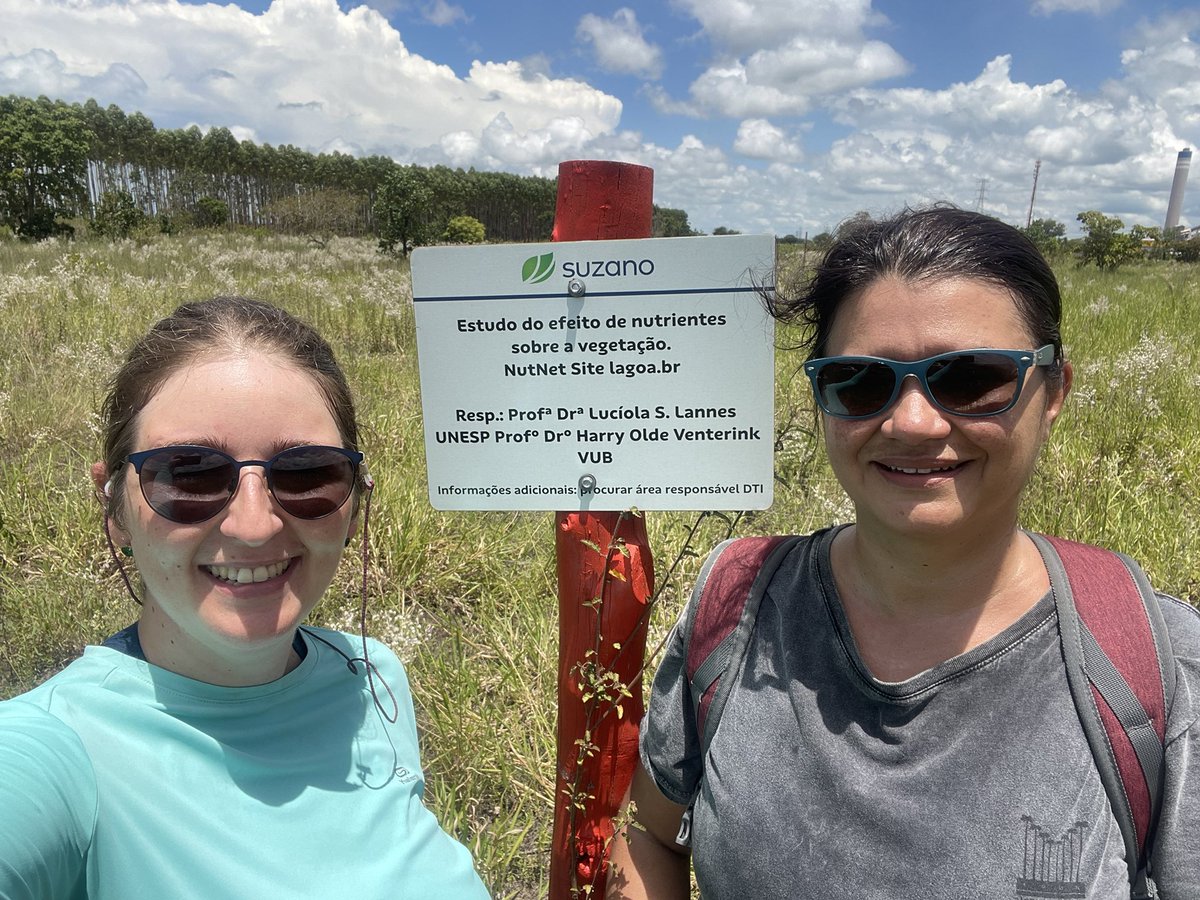 suzano
Estudo do efeito de nutrientes
sobre a vegetação.
NutNet Site lagoa.br
Resp.: Profª Drª Lucíola S. Lannes
UNESP Profº Drº Harry Olde Venterink
VUB
Informações adicionais: procurar área responsável DTI